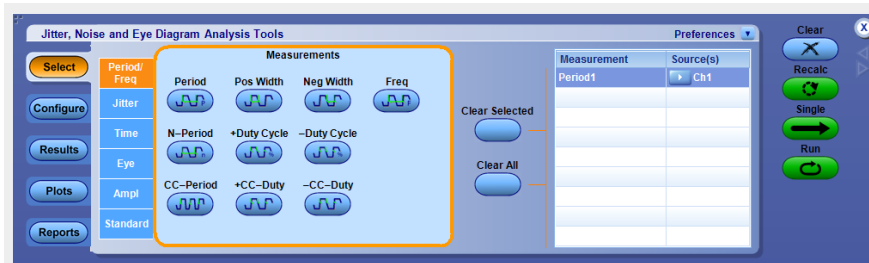 Jitter, Noise and Eye Diagram Analysis Tools
Preferences
Clear
X
Select
Configure
Results
Plots
Reports
Period/
Freq
Jitter
Time
Eye
Ampl
Standard
Measurements
Period Pos Width Neg Width Freq
N–Period +Duty Cycle –Duty Cycle
CC–Period +CC–Duty –CC–Duty
Clear Selected
Clear All
Measurement Source(s)
Period1 Ch1
Recalc
Single
Run